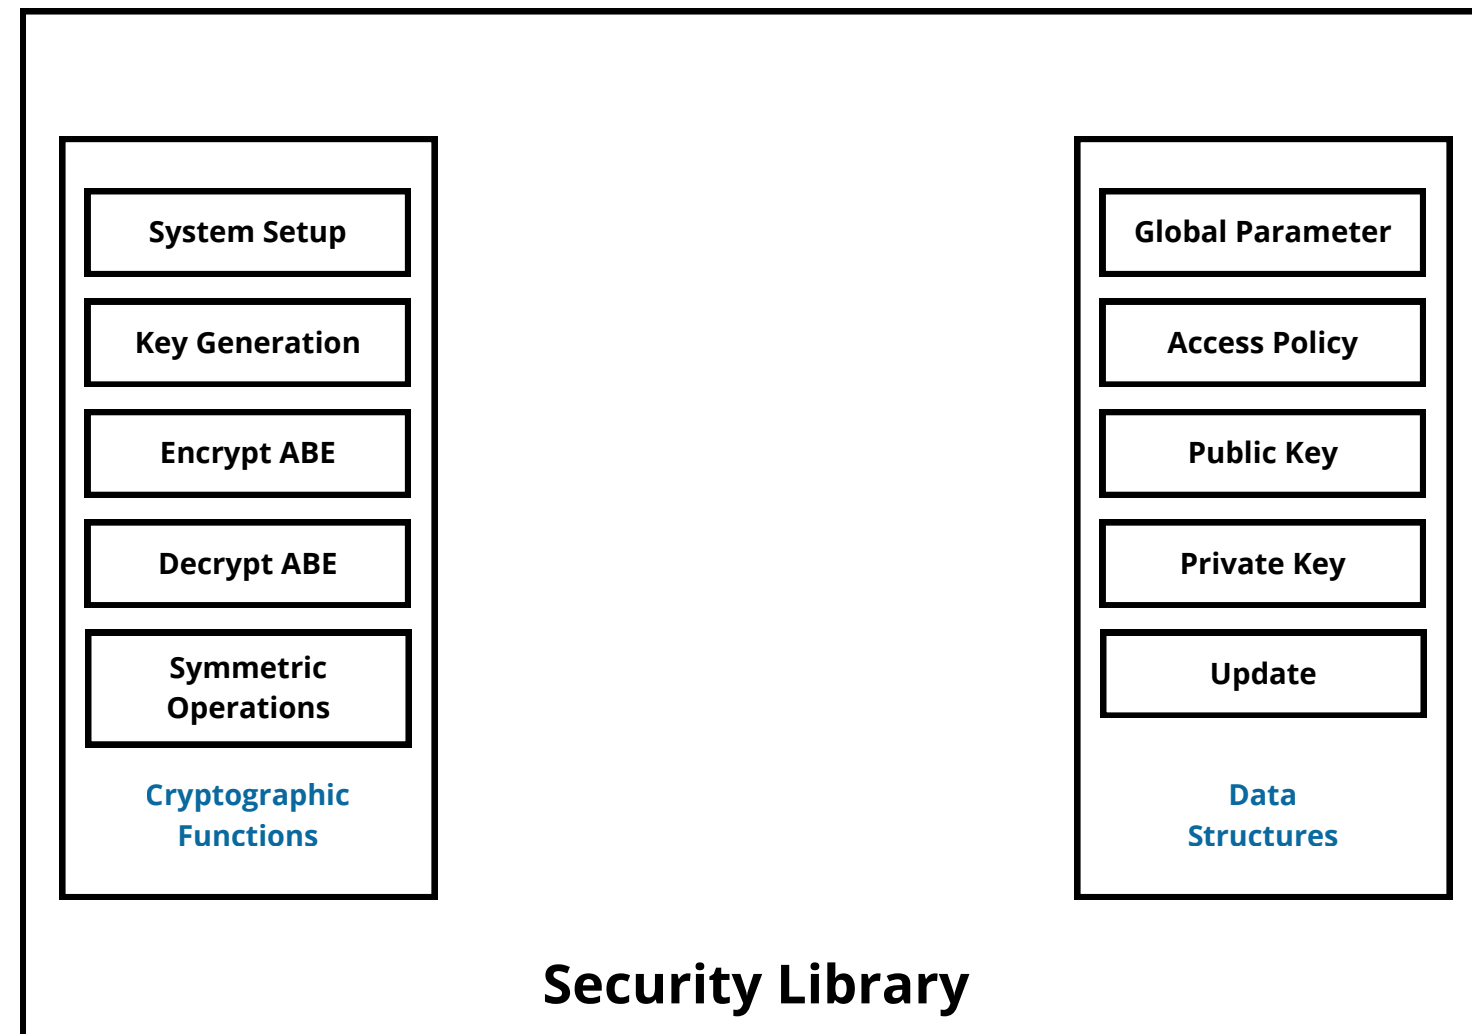 System Setup
Key Generation
Encrypt ABE
Decrypt ABE
Symmetric
Operations
Cryptographic
Functions
Global Parameter
Access Policy
Public Key
Private Key
Update
Data
Structures
Security Library